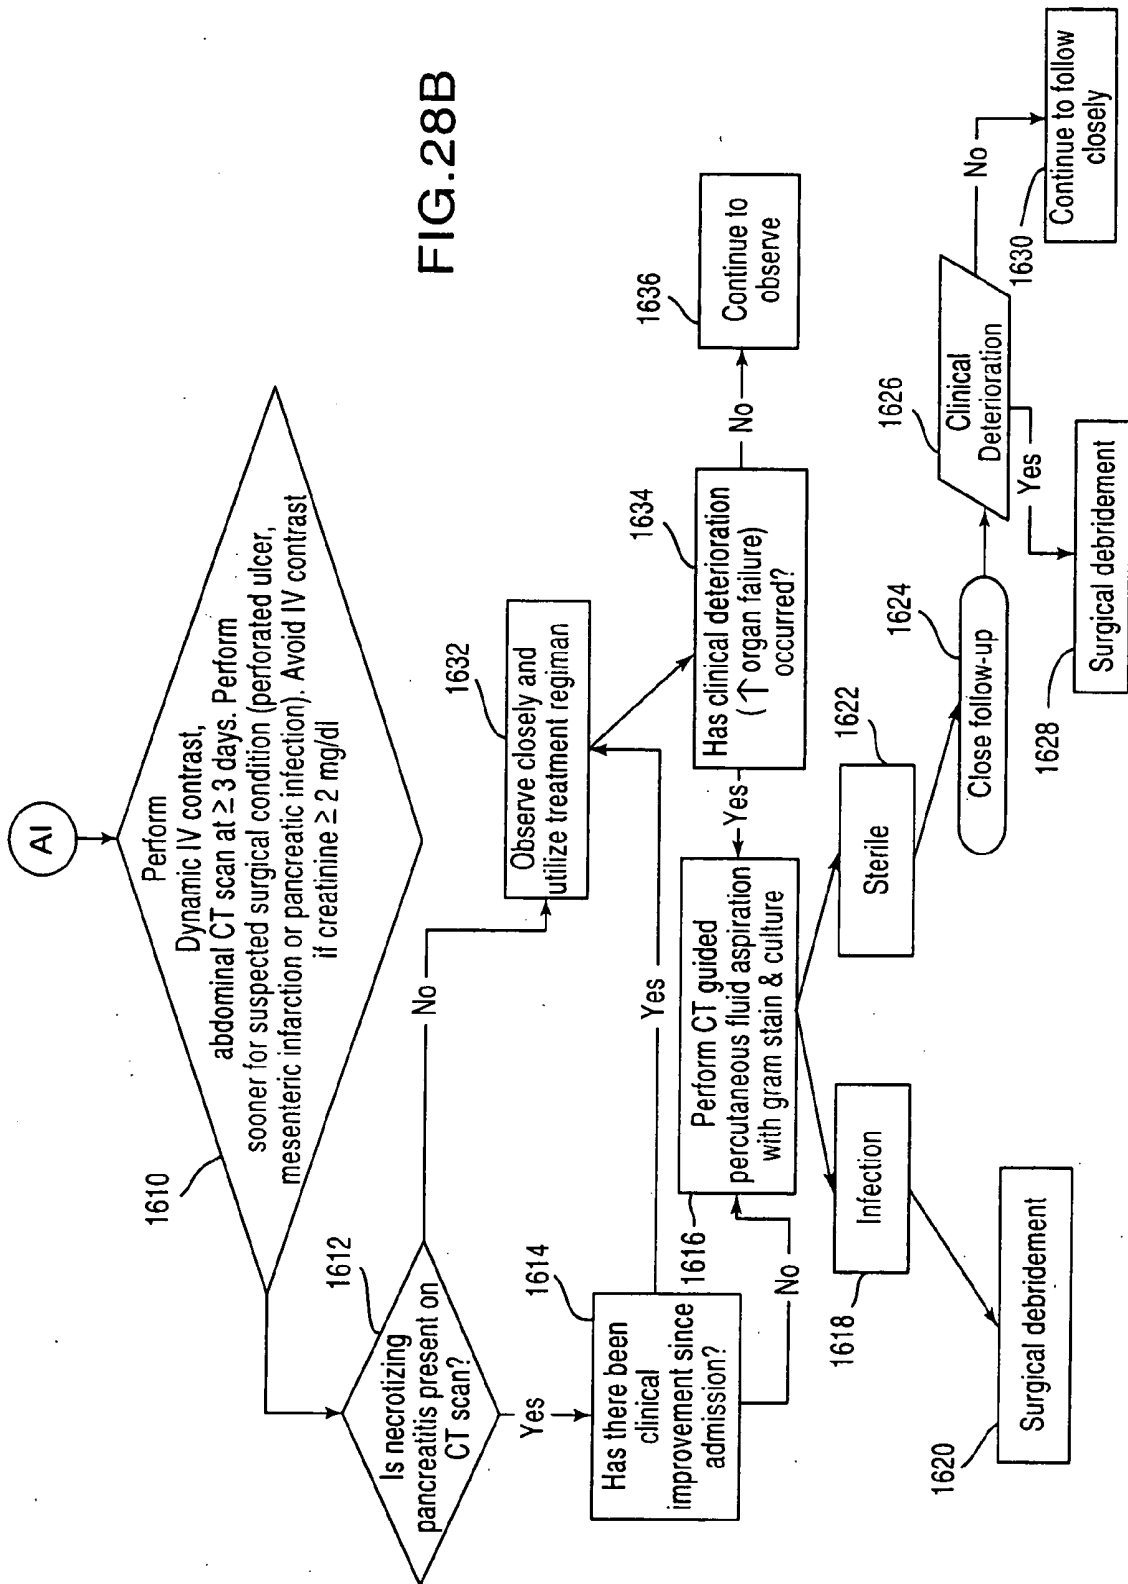 FIG.28B
AI
Perform
Dynamic IV contrast,
abdominal CT scan at ≥ 3 days. Perform
sooner for suspected surgical condition (perforated ulcer,
mesenteric infarction or pancreatic infection). Avoid IV contrast
if creatinine ≥ 2 mg/dl
1610
Is necrotizing
pancreatitis present on
CT scan?
1612
No
Yes
Has there been
clinical
improvement since
admission?
1614
Yes
No
Observe closely and
utilize treatment regiman
1632
Has clinical deterioration
(↑ organ failure)
occurred?
1634
No
Continue to
observe
1636
Yes
Perform CT guided
percutaneous fluid aspiration
with gram stain & culture
1616
Infection
1618
Surgical debridement
1620
Sterile
1622
Close follow-up
1624
Clinical
Deterioration
1626
Yes
Surgical debridement
1628
No
Continue to follow
closely
1630